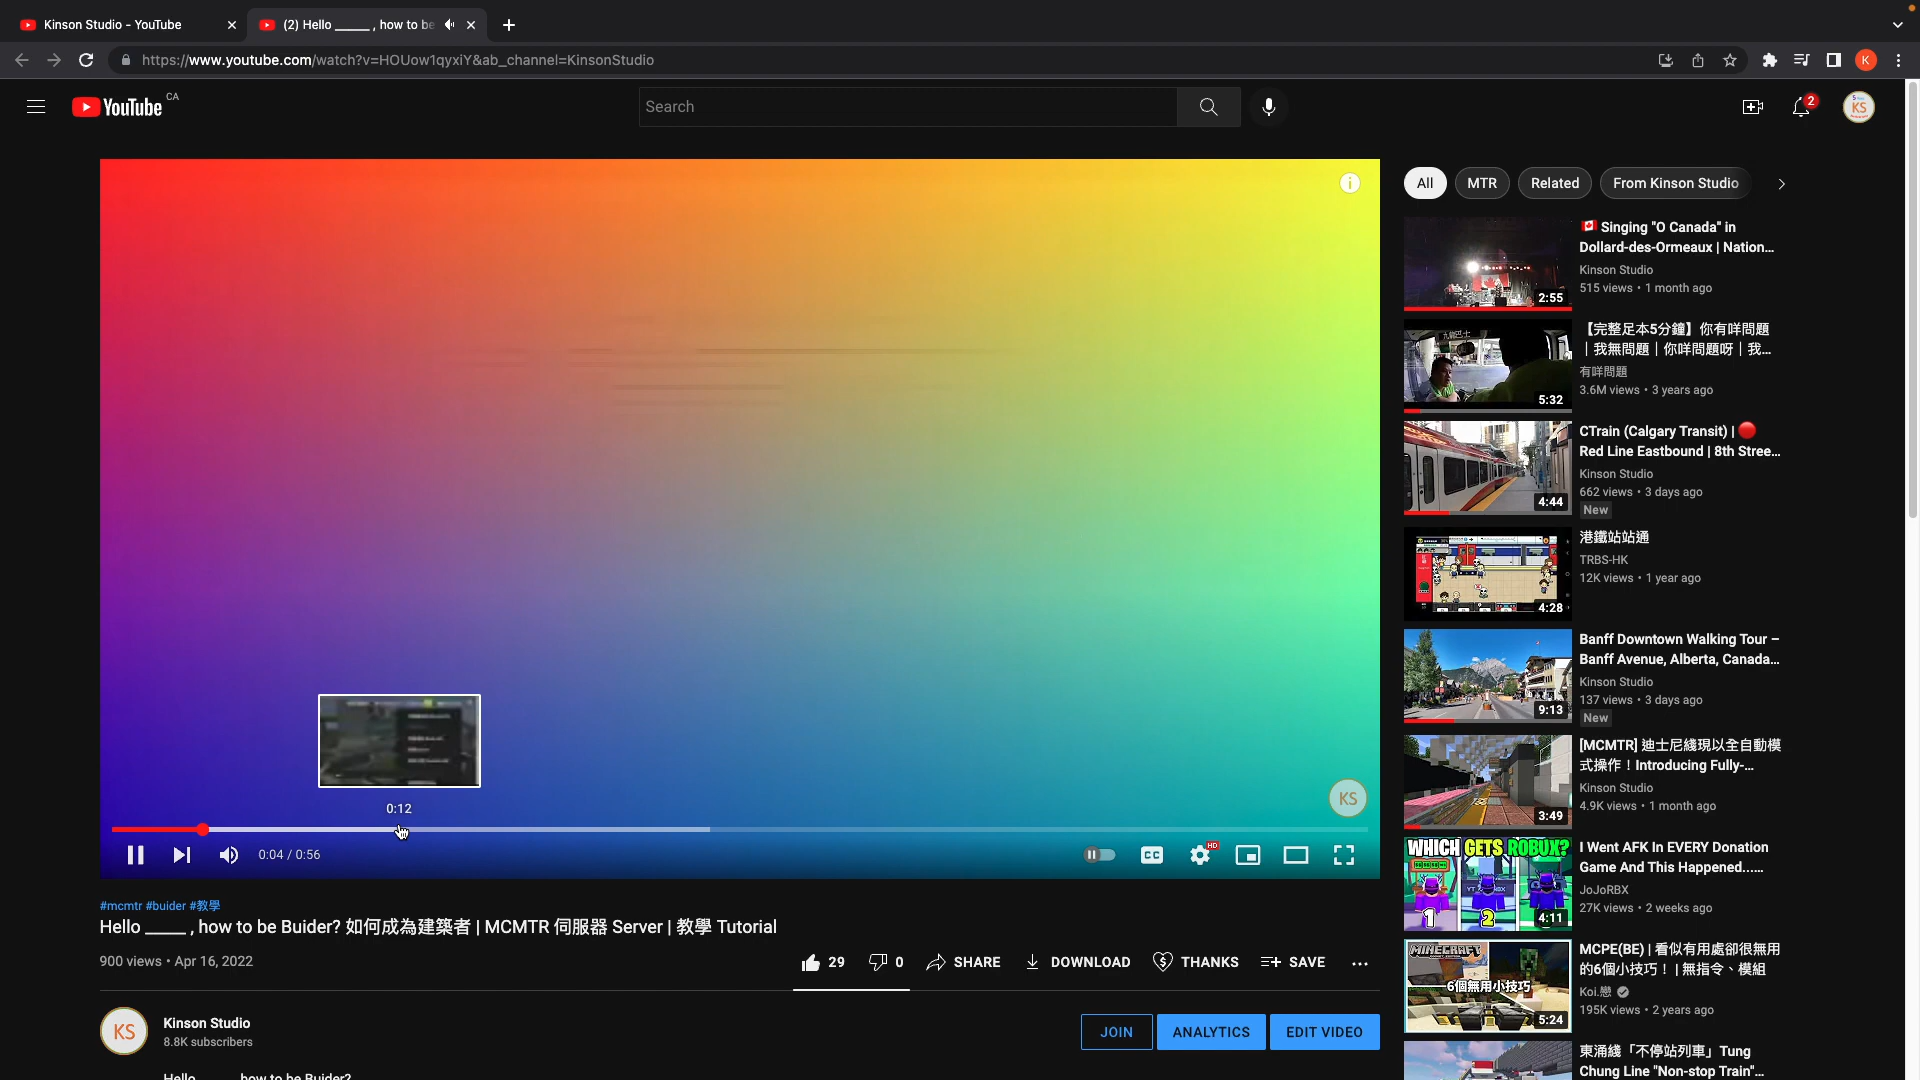 Kinson Studio - YouTube
(2) Hello _____ , how to be
https://www.youtube.com/watch?v=HOUow1qyxiY&ab_channel=KinsonStudio
K
YouTube CA
Search
2
KS
All
MTR
Related
From Kinson Studio
🇨🇦 Singing "O Canada" in
Dollard-des-Ormeaux | Nation...
Kinson Studio
515 views • 1 month ago
2:55
【完整足本5分鐘】你有咩問題
｜我無問題｜你咩問題呀｜我...
有咩問題
3.6M views • 3 years ago
5:32
CTrain (Calgary Transit) | 🔴
Red Line Eastbound | 8th Stree...
Kinson Studio
662 views • 3 days ago
New
4:44
港鐵站站通
TRBS-HK
12K views • 1 year ago
4:28
Banff Downtown Walking Tour –
Banff Avenue, Alberta, Canada...
Kinson Studio
137 views • 3 days ago
New
9:13
[MCMTR] 迪士尼綫現以全自動模
式操作！Introducing Fully-...
Kinson Studio
4.9K views • 1 month ago
3:49
WHICH GETS ROBUX?
1
2
4:11
I Went AFK In EVERY Donation
Game And This Happened......
JoJoRBX
27K views • 2 weeks ago
MINECRAFT
6個無用小技巧
5:24
MCPE(BE) | 看似有用處卻很無用
的6個小技巧！ | 無指令、模組
Koi.戀
195K views • 2 years ago
東涌綫「不停站列車」Tung
Chung Line "Non-stop Train"...
KS
0:12
0:04 / 0:56
CC
HD
#mcmtr #buider #教學
Hello _____ , how to be Buider? 如何成為建築者 | MCMTR 伺服器 Server | 教學 Tutorial
900 views • Apr 16, 2022
29
0
SHARE
DOWNLOAD
THANKS
SAVE
KS
Kinson Studio
8.8K subscribers
JOIN
ANALYTICS
EDIT VIDEO
Hello _____ , how to be Buider?